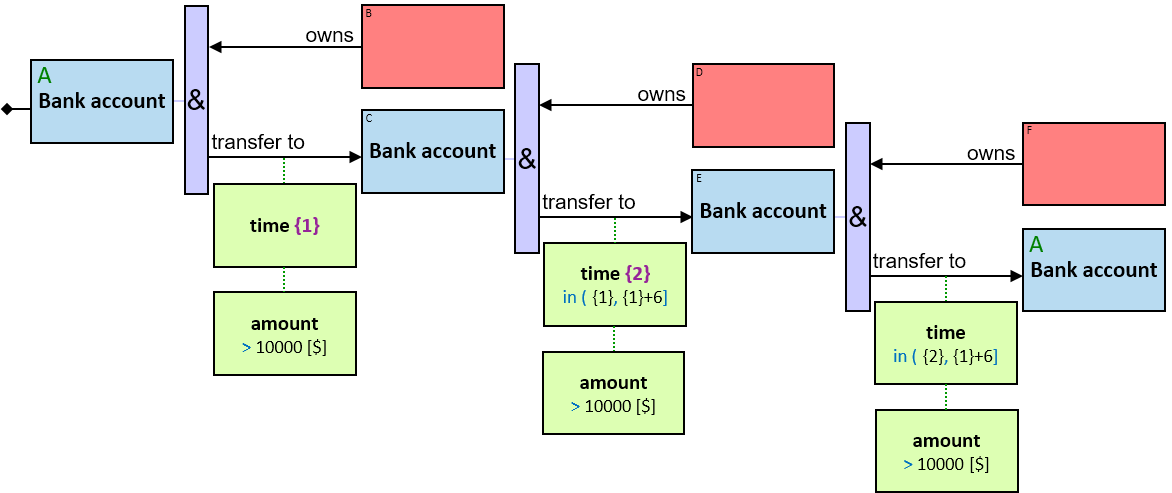 A
Bank account
&
B
owns
transfer to
C
Bank account
time {1}
amount
> 10000 [$]
&
D
owns
transfer to
E
Bank account
time {2}
in ( {1}, {1}+6]
amount
> 10000 [$]
&
F
owns
transfer to
A
Bank account
time
in ( {2}, {1}+6]
amount
> 10000 [$]